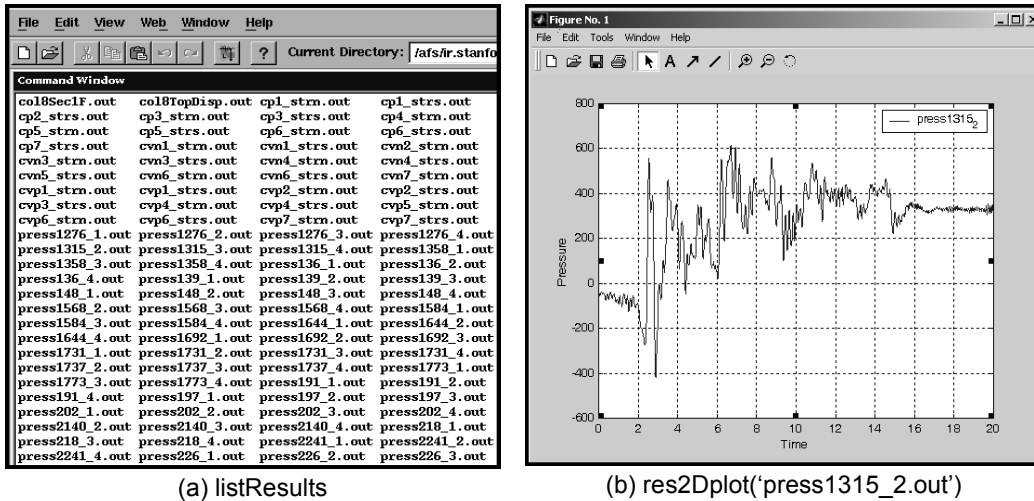 File Edit View Web Window Help
? Current Directory: /afs/ir.stanfo
Command Window
col8Sec1F.out col8TopDisp.out cp1_strn.out cp1_strs.out
cp2_strs.out cp3_strn.out cp3_strs.out cp4_strn.out
cp5_strn.out cp5_strs.out cp6_strn.out cp6_strs.out
cp7_strs.out cvn1_strn.out cvn1_strs.out cvn2_strn.out
cvn3_strn.out cvn3_strs.out cvn4_strn.out cvn4_strs.out
cvn5_strs.out cvn6_strn.out cvn6_strs.out cvn7_strn.out
cvp1_strn.out cvp1_strs.out cvp2_strn.out cvp2_strs.out
cvp3_strs.out cvp4_strn.out cvp4_strs.out cvp5_strn.out
cvp6_strn.out cvp6_strs.out cvp7_strn.out cvp7_strs.out
press1276_1.out press1276_2.out press1276_3.out press1276_4.out
press1315_2.out press1315_3.out press1315_4.out press1358_1.out
press1358_3.out press1358_4.out press136_1.out press136_2.out
press136_4.out press139_1.out press139_2.out press139_3.out
press148_1.out press148_2.out press148_3.out press148_4.out
press1568_2.out press1568_3.out press1568_4.out press1584_1.out
press1584_3.out press1584_4.out press1644_1.out press1644_2.out
press1644_4.out press1692_1.out press1692_2.out press1692_3.out
press1731_1.out press1731_2.out press1731_3.out press1731_4.out
press1737_2.out press1737_3.out press1737_4.out press1773_1.out
press1773_3.out press1773_4.out press191_1.out press191_2.out
press191_4.out press197_1.out press197_2.out press197_3.out
press202_1.out press202_2.out press202_3.out press202_4.out
press2140_2.out press2140_3.out press2140_4.out press218_1.out
press218_3.out press218_4.out press2241_1.out press2241_2.out
press2241_4.out press226_1.out press226_2.out press226_3.out
(a) listResults
Figure No. 1
File Edit Tools Window Help
A
press1315₂
800
600
400
200
0
-200
-400
-600
Pressure
0 2 4 6 8 10 12 14 16 18 20
Time
(b) res2Dplot(‘press1315_2.out’)